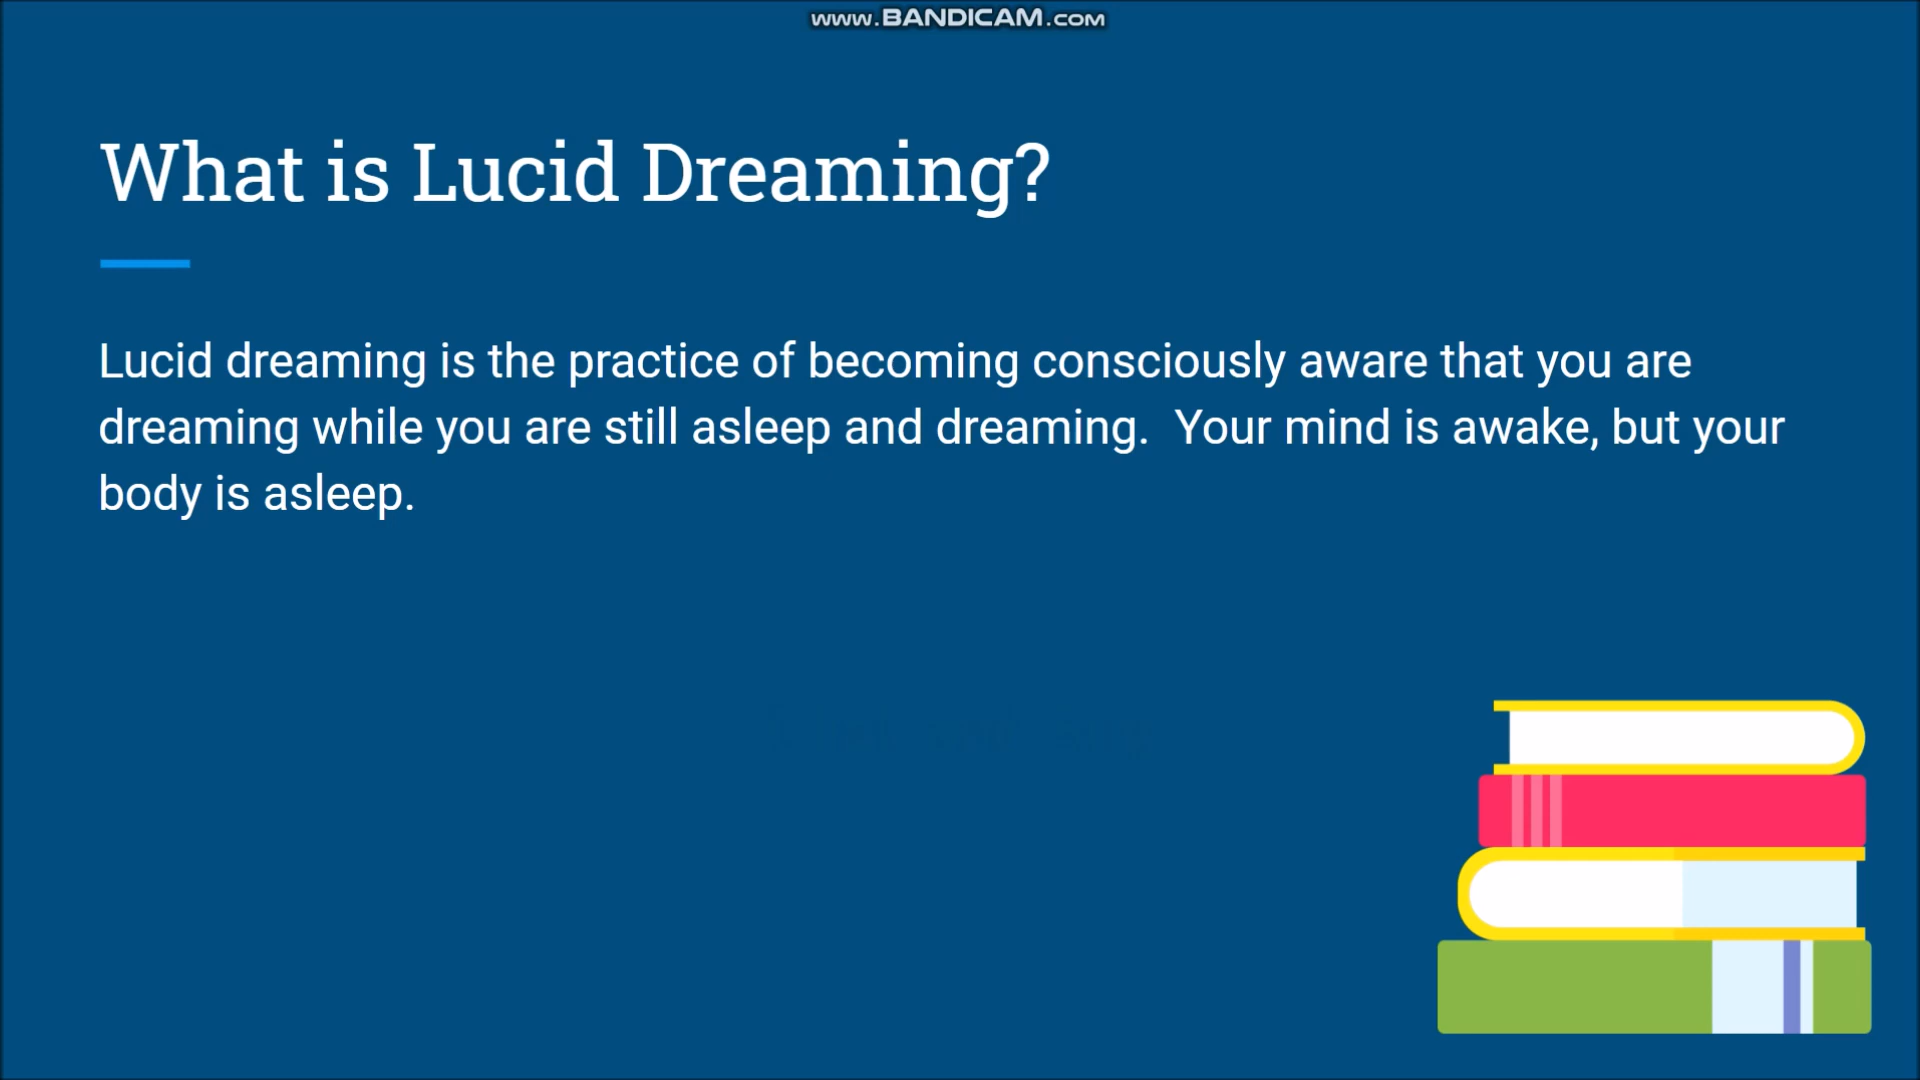 www.BANDICAM.com
What is Lucid Dreaming?
Lucid dreaming is the practice of becoming consciously aware that you are
dreaming while you are still asleep and dreaming.  Your mind is awake, but your
body is asleep.